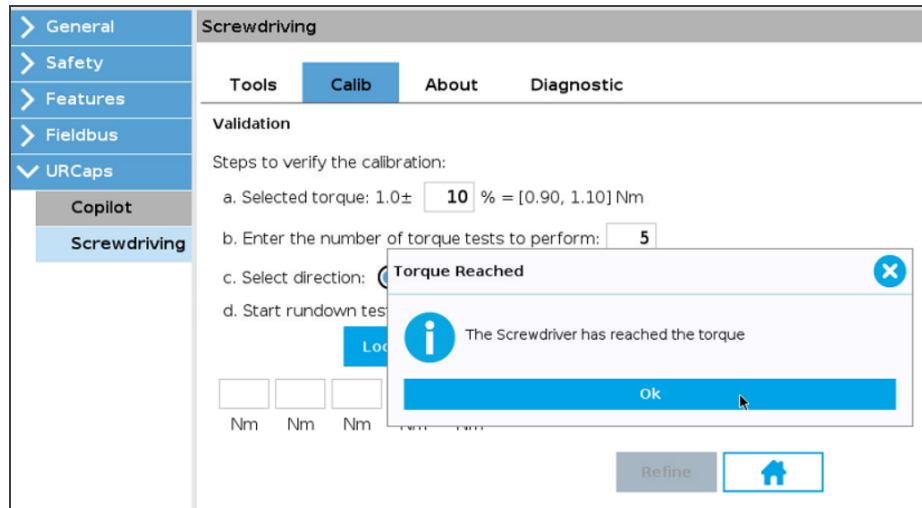 General
Safety
Features
Fieldbus
URCaps
Copilot
Screwdriving
Screwdriving
Tools Calib About Diagnostic
Validation
Steps to verify the calibration:
a. Selected torque: 1.0± 10 % = [0.90, 1.10] Nm
b. Enter the number of torque tests to perform: 5
c. Select direction:
d. Start rundown
Torque Reached
The Screwdriver has reached the torque
Ok
Nm Nm Nm
Refine